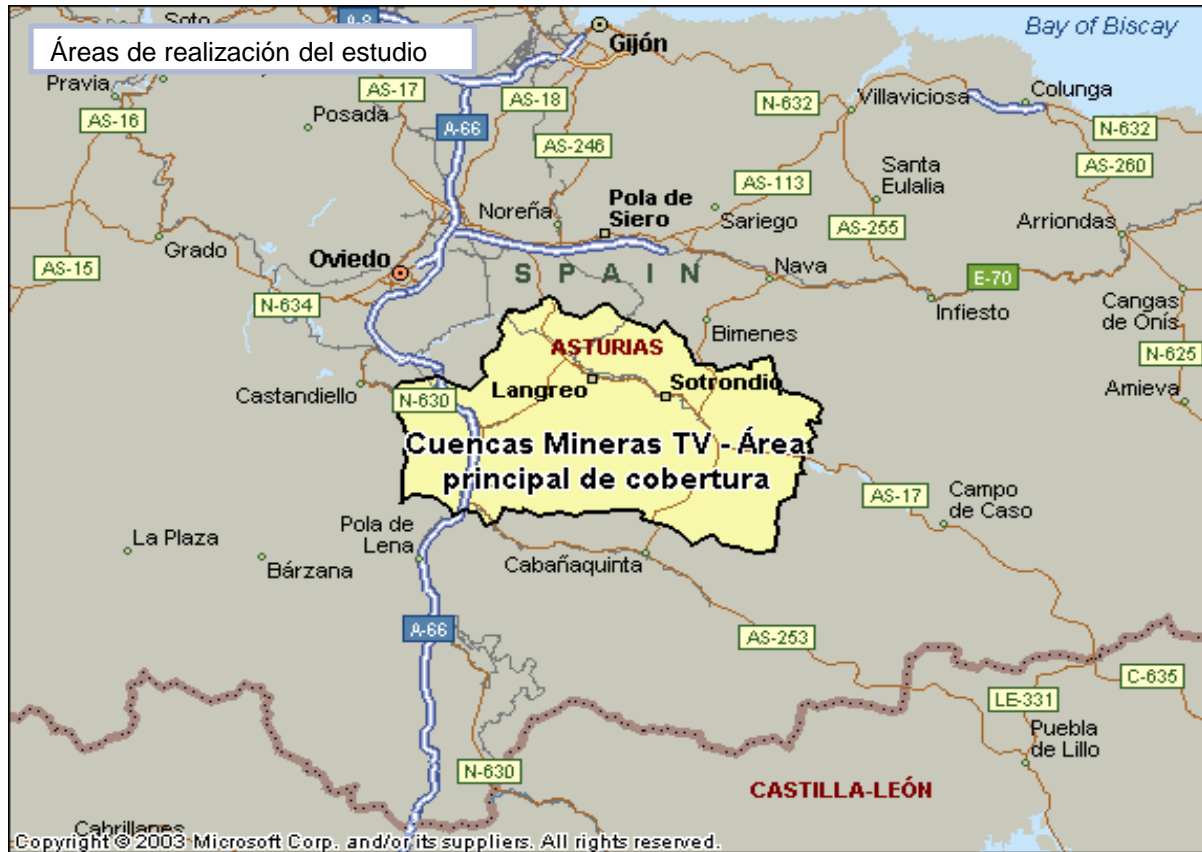 Soto
A-8
Gijón
Bay of Biscay
Áreas de realización del estudio
Pravia
AS-17
AS-18
N-632
Villaviciosa
Colunga
AS-16
Posada
A-66
AS-246
N-632
AS-113
Santa
Eulalia
AS-260
Noreña
Pola de
Siero
Sariego
AS-255
Arriondas
Grado
Oviedo
AS-15
SPAIN
Nava
E-70
N-634
Infiesto
Cangas
de Onís
Bimenes
ASTURIAS
N-625
Castandiello
N-630
Langreo
Sotrondio
Amieva
Cuencas Mineras TV - Área
principal de cobertura
AS-17
Campo
de Caso
La Plaza
Bárzana
Pola de
Lena
Cabañaquinta
A-66
AS-253
C-635
LE-331
Puebla
de Lillo
N-630
CASTILLA-LEÓN
Cabrillanes
Copyright © 2003 Microsoft Corp. and/or its suppliers. All rights reserved.